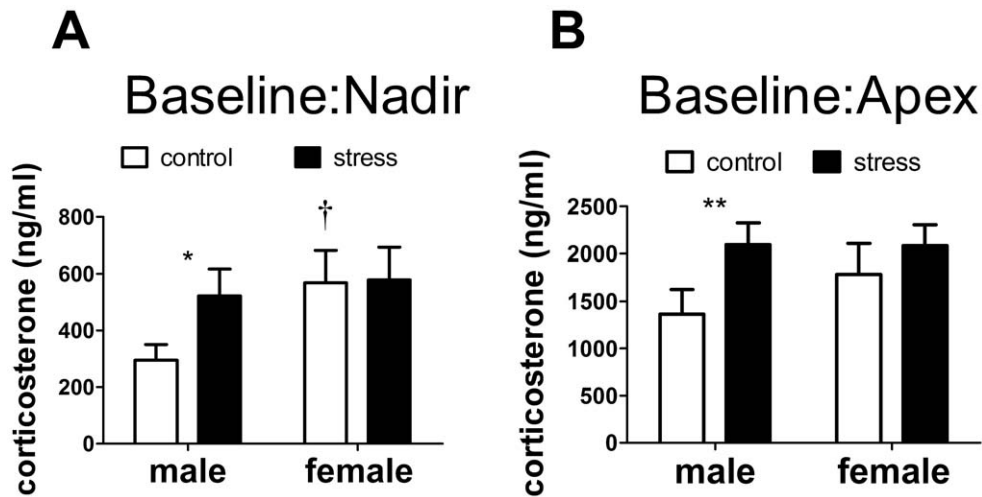 A
Baseline:Nadir
control stress
corticosterone (ng/ml)
800
600
400
200
0
*
†
male female
B
Baseline:Apex
control stress
corticosterone (ng/ml)
2500
2000
1500
1000
500
0
**
male female